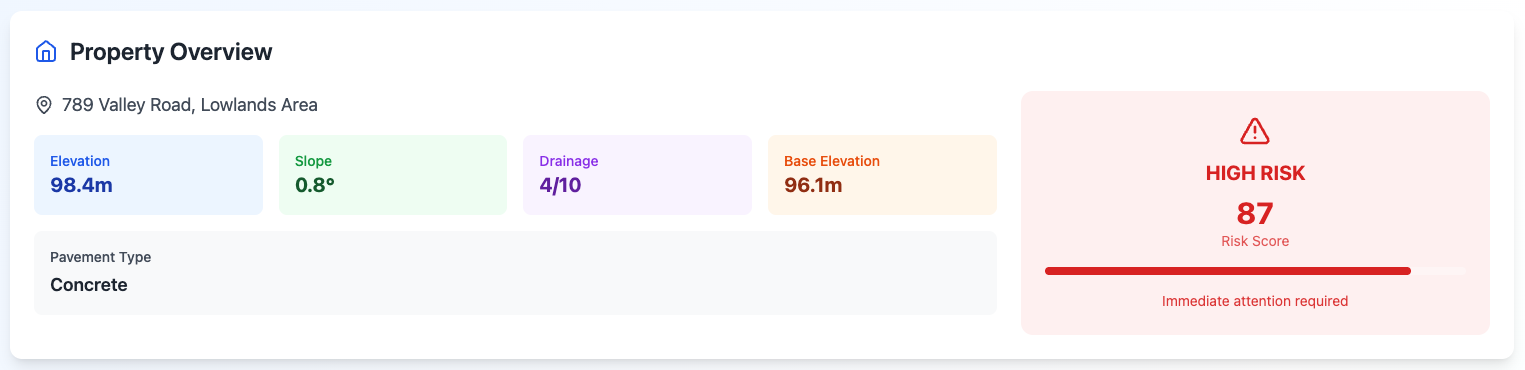 Property Overview
789 Valley Road, Lowlands Area
Elevation
98.4m
Slope
0.8°
Drainage
4/10
Base Elevation
96.1m
Pavement Type
Concrete
HIGH RISK
87
Risk Score
Immediate attention required